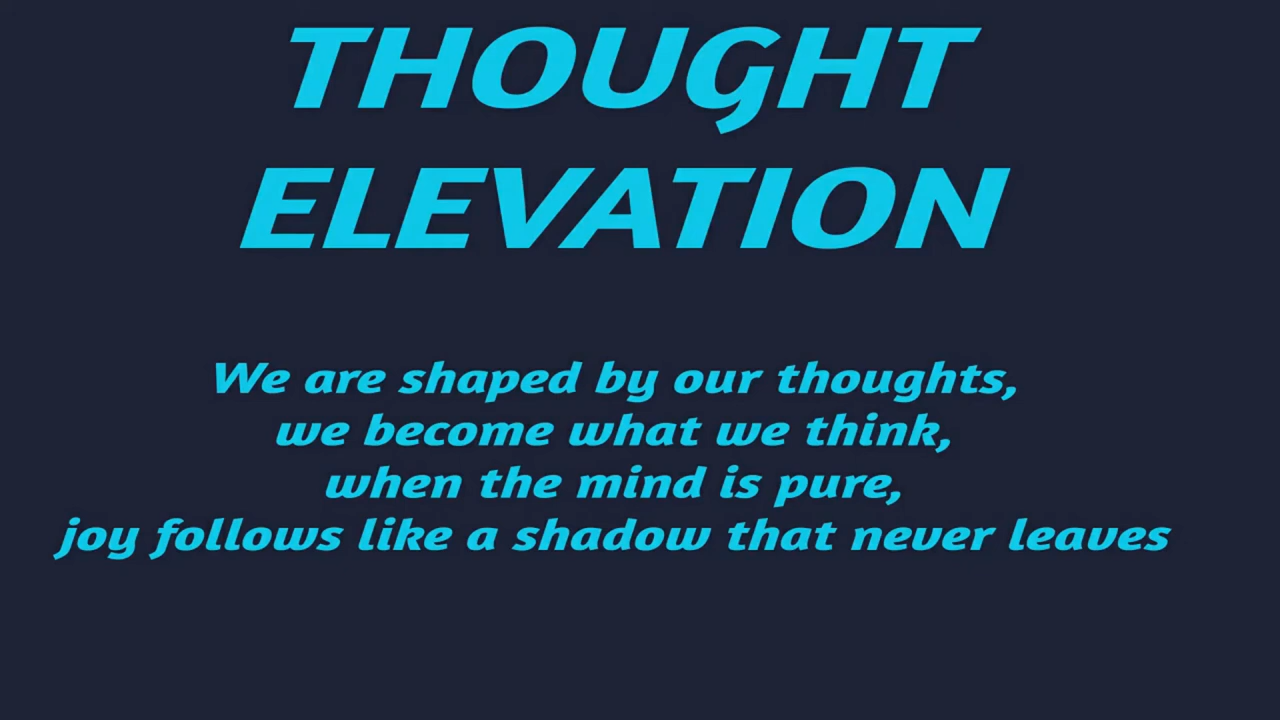 THOUGHT
ELEVATION
We are shaped by our thoughts,
we become what we think,
when the mind is pure,
joy follows like a shadow that never leaves